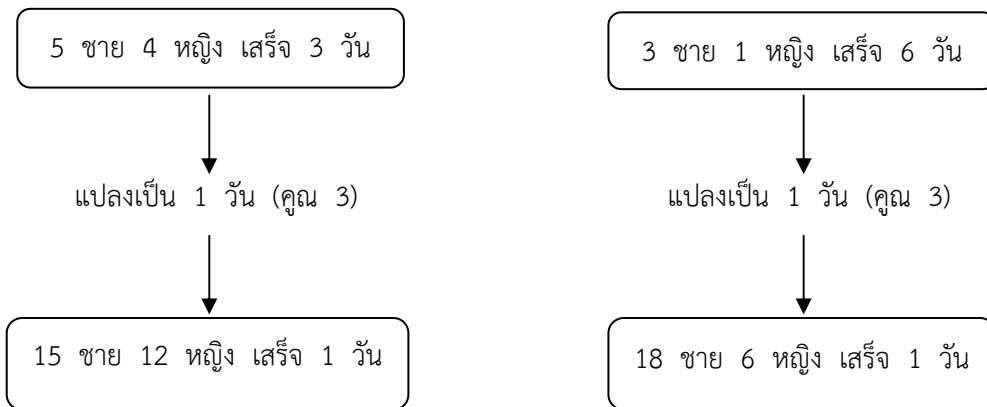 5 ชาย 4 หญิง เสร็จ 3 วัน
3 ชาย 1 หญิง เสร็จ 6 วัน
แปลงเป็น 1 วัน (คูณ 3)
แปลงเป็น 1 วัน (คูณ 3)
15 ชาย 12 หญิง เสร็จ 1 วัน
18 ชาย 6 หญิง เสร็จ 1 วัน